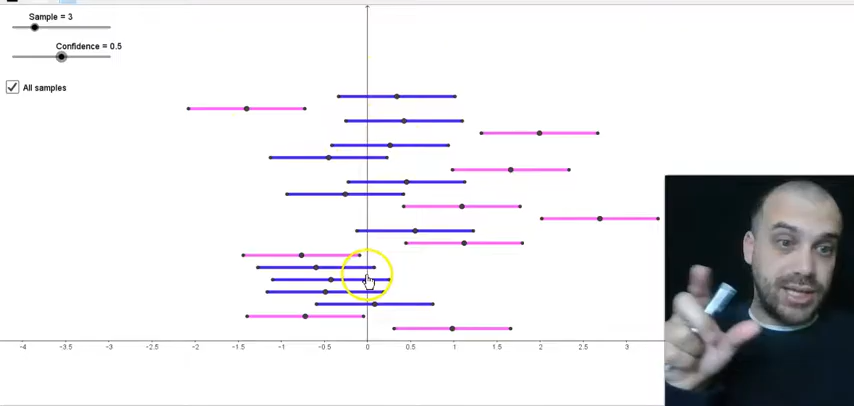 Sample = 3
Confidence = 0.5
All samples
-4 -3.5 -3 -2.5 -2 -1.5 -1 -0.5 0 0.5 1 1.5 2 2.5 3